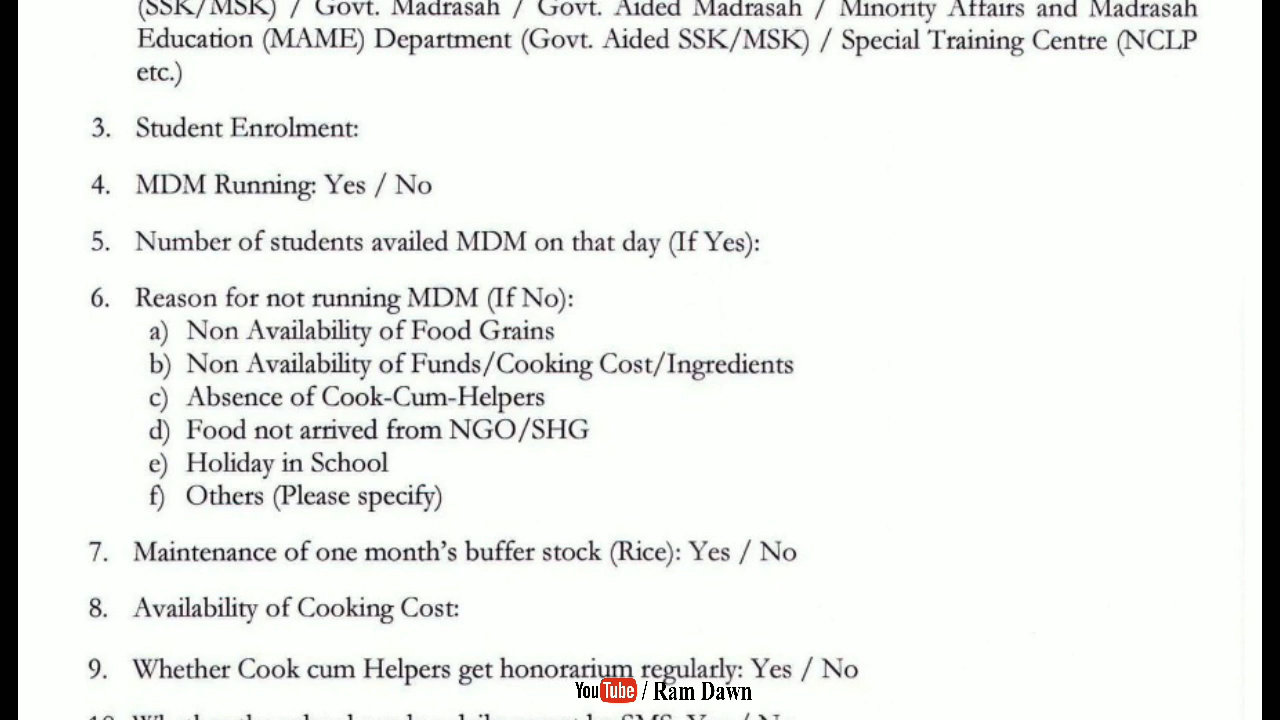 (SSK/MSK) / Govt. Madrasah / Govt. Aided Madrasah / Minority Affairs and Madrasah
Education (MAME) Department (Govt. Aided SSK/MSK) / Special Training Centre (NCLP
etc.)
3. Student Enrolment:
4. MDM Running: Yes / No
5. Number of students availed MDM on that day (If Yes):
6. Reason for not running MDM (If No):
a) Non Availability of Food Grains
b) Non Availability of Funds/Cooking Cost/Ingredients
c) Absence of Cook-Cum-Helpers
d) Food not arrived from NGO/SHG
e) Holiday in School
f) Others (Please specify)
7. Maintenance of one month's buffer stock (Rice): Yes / No
8. Availability of Cooking Cost:
9. Whether Cook cum Helpers get honorarium regularly: Yes / No
YouTube / Ram Dawn
10. Whether the school